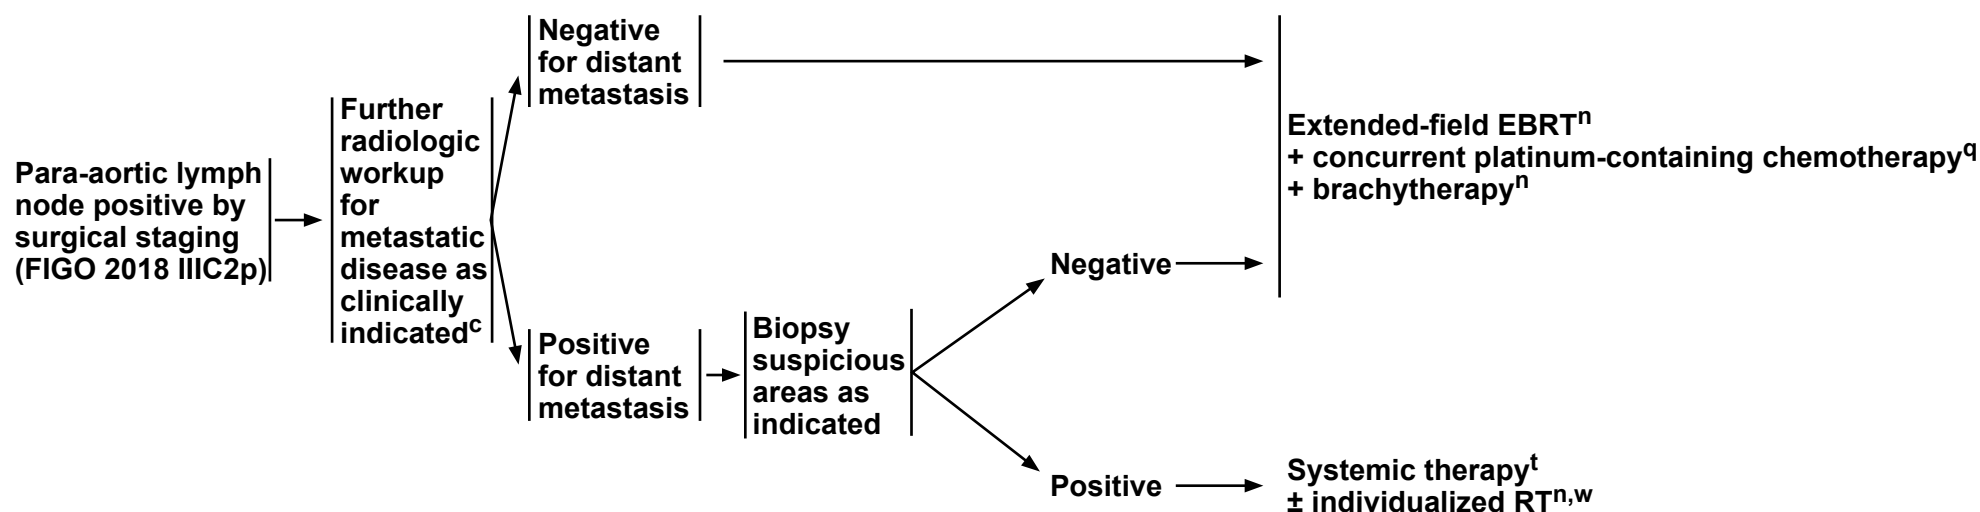 Para-aortic lymph
node positive by
surgical staging
(FIGO 2018 IIIC2p)
Further
radiologic
workup
for
metastatic
disease as
clinically
indicatedᶜ
Negative
for distant
metastasis
Positive
for distant
metastasis
Biopsy
suspicious
areas as
indicated
Negative
Positive
Extended-field EBRTⁿ
+ concurrent platinum-containing chemotherapy^q
+ brachytherapyⁿ
Systemic therapyᵗ
± individualized RTⁿ,ʷ